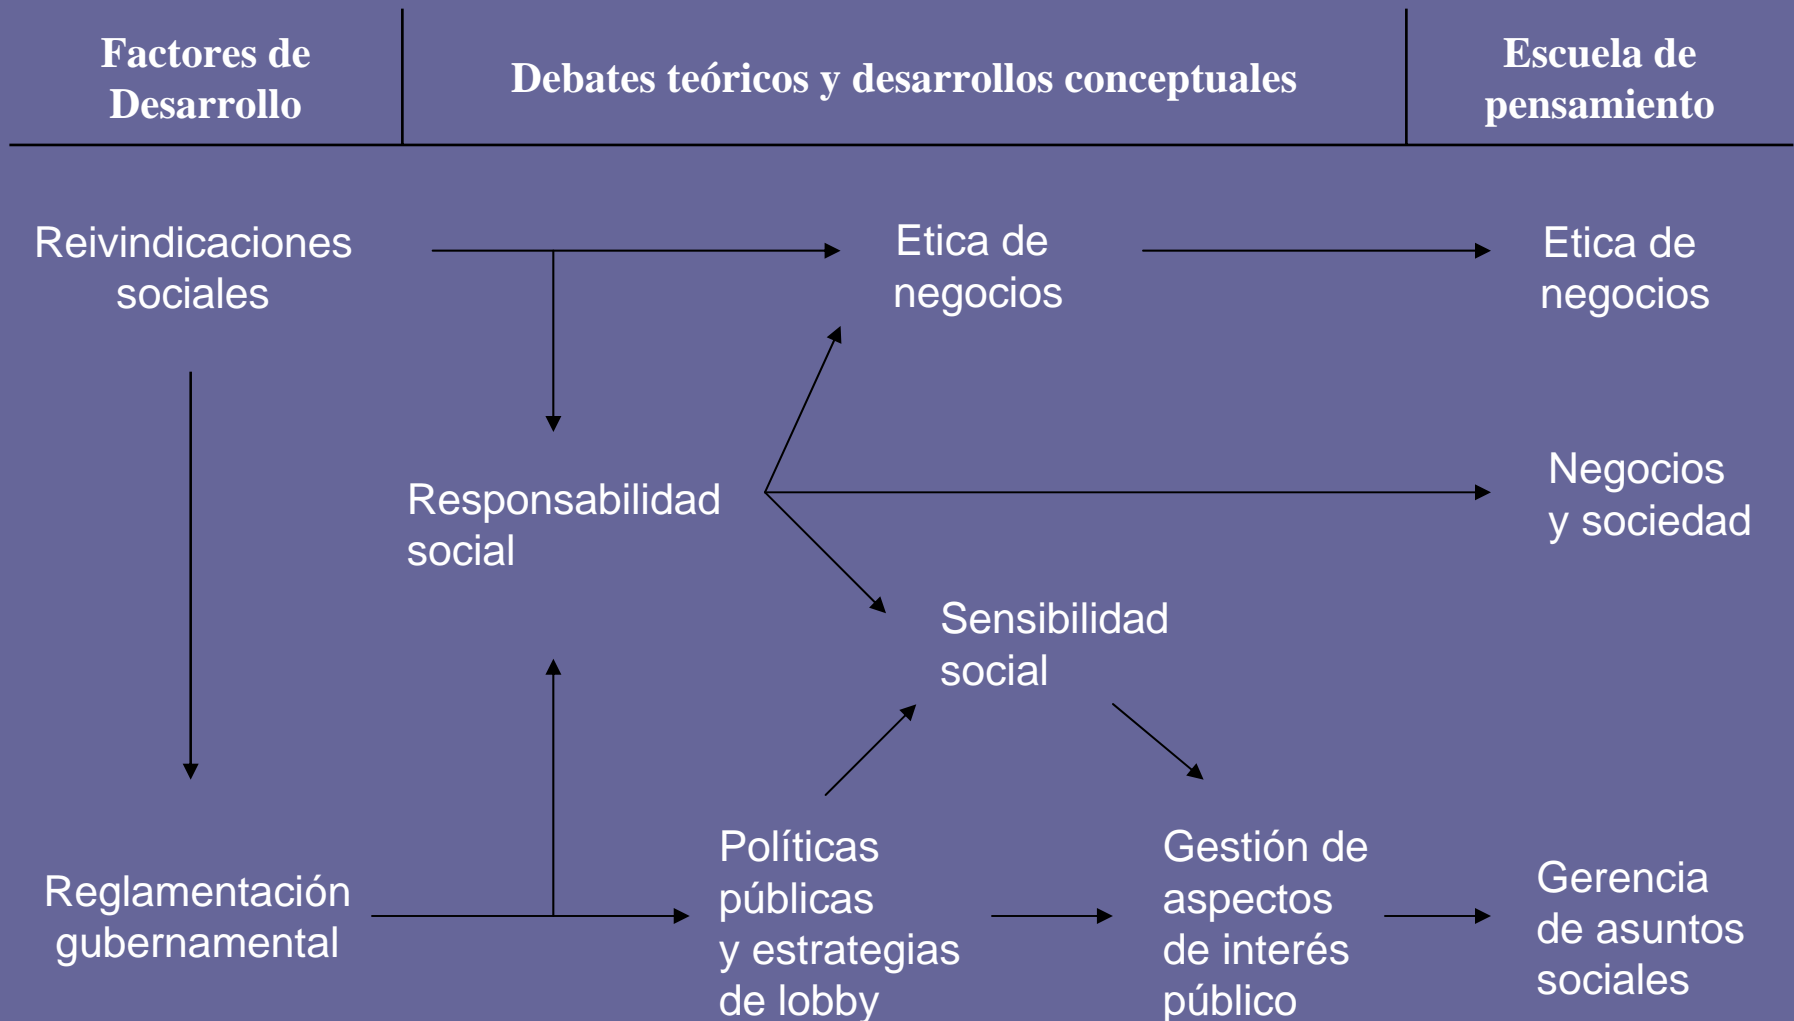 Factores de
Desarrollo
Debates teóricos y desarrollos conceptuales
Escuela de
pensamiento
Reivindicaciones
sociales
Etica de
negocios
Etica de
negocios
Responsabilidad
social
Negocios
y sociedad
Sensibilidad
social
Reglamentación
gubernamental
Políticas
públicas
y estrategias
de lobby
Gestión de
aspectos
de interés
público
Gerencia
de asuntos
sociales